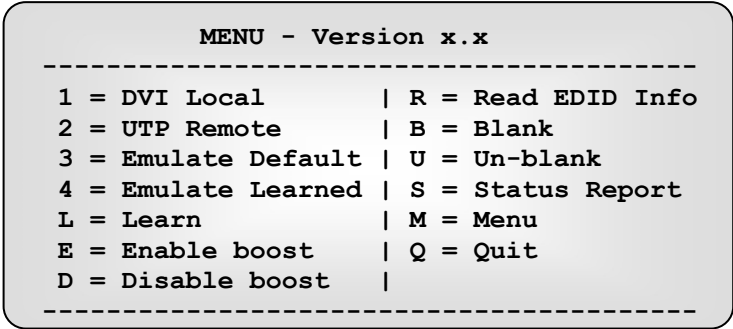 MENU - Version x.x
-----------------------------------------
1 = DVI Local | R = Read EDID Info
2 = UTP Remote | B = Blank
3 = Emulate Default | U = Un-blank
4 = Emulate Learned | S = Status Report
L = Learn | M = Menu
E = Enable boost | Q = Quit
D = Disable boost |
-----------------------------------------